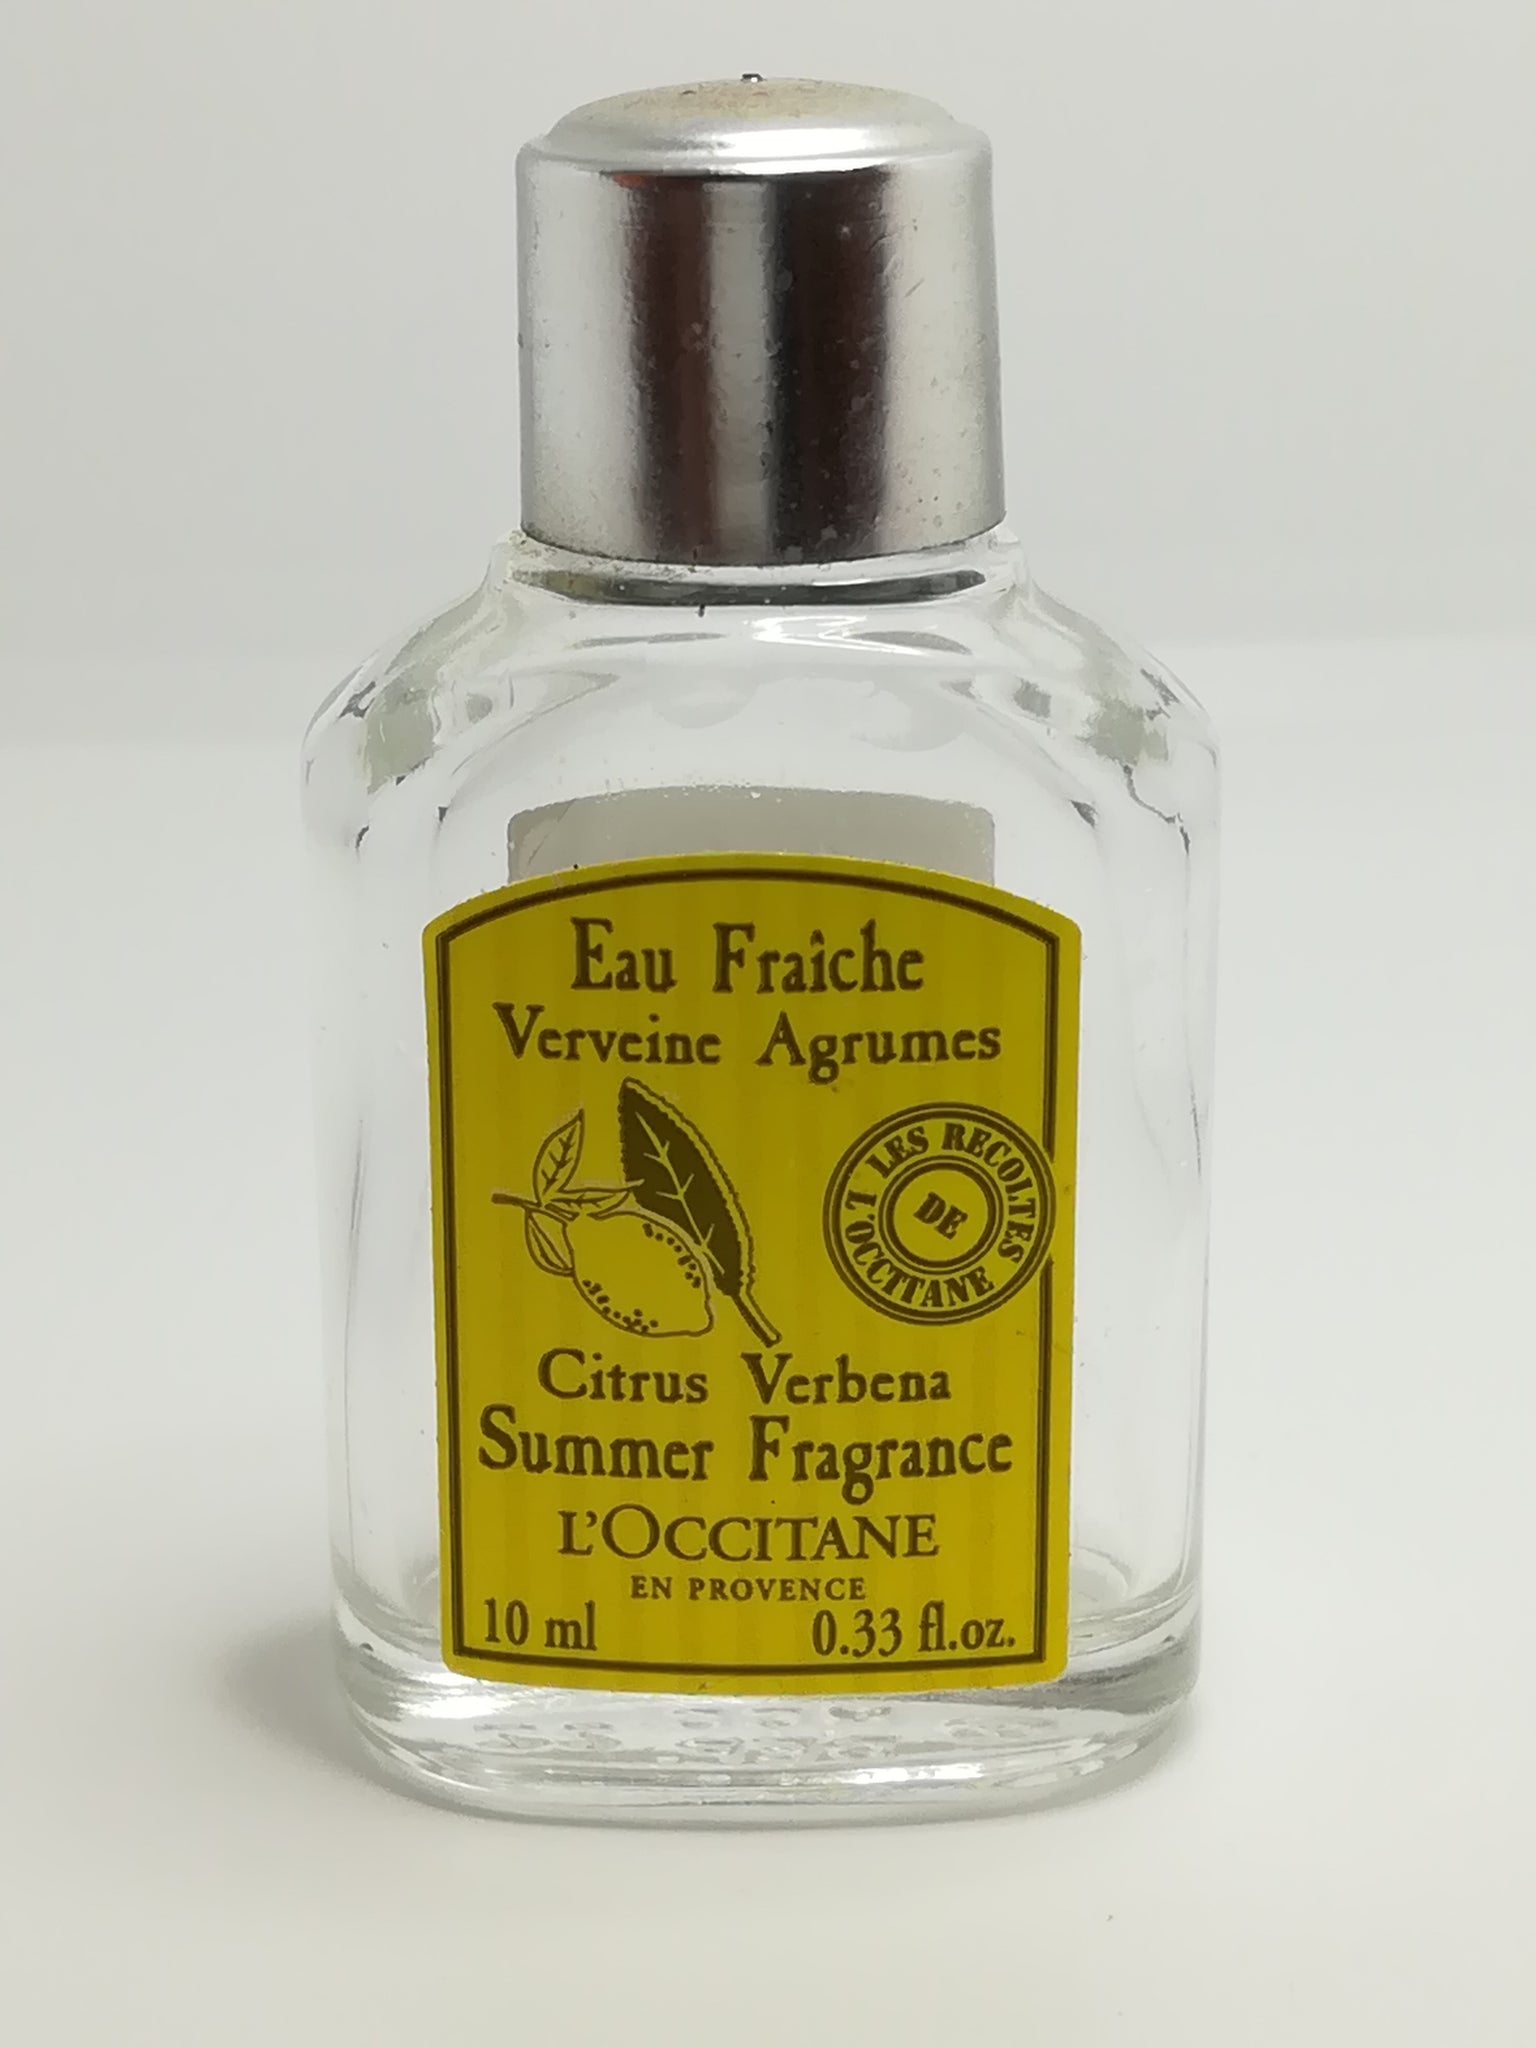 Eau Fraîche
Verveine Agrumes
LES RECOLTES
DE
L'OCCITANE
Citrus Verbena
Summer Fragrance
L'OCCITANE
EN PROVENCE
10 ml 0.33 fl.oz.